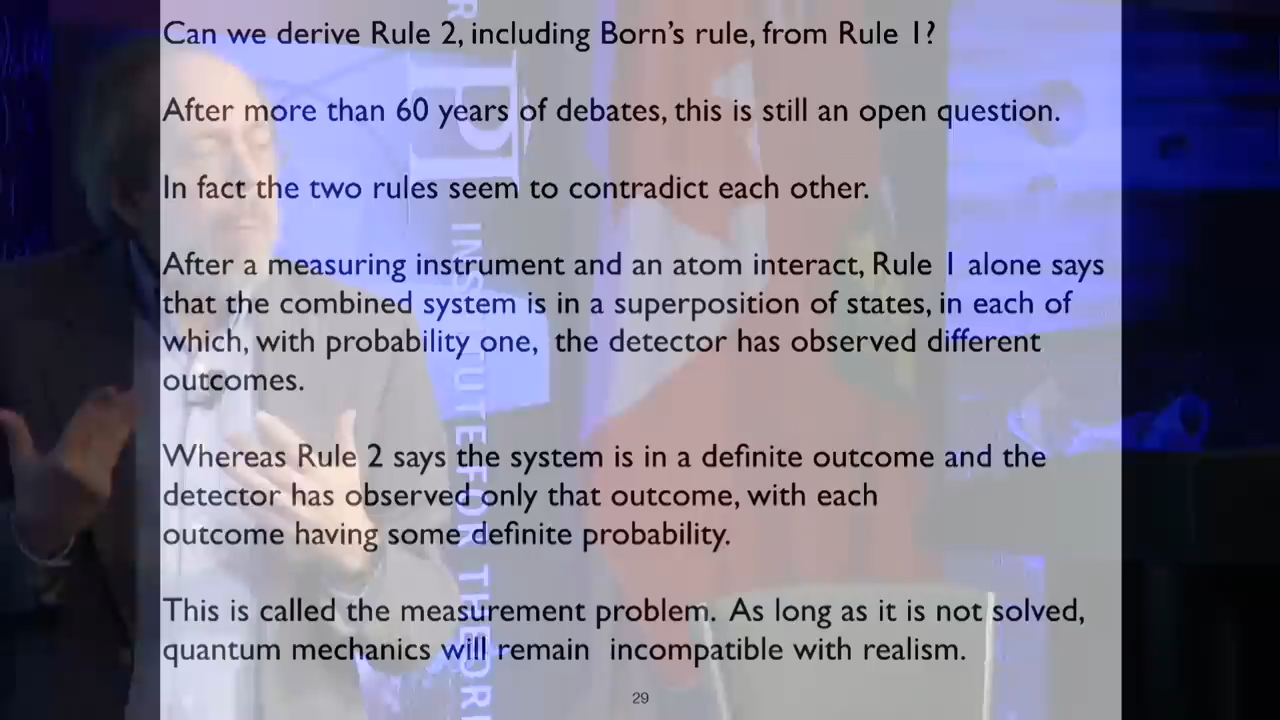 Can we derive Rule 2, including Born's rule, from Rule 1?
After more than 60 years of debates, this is still an open question.
In fact the two rules seem to contradict each other.
After a measuring instrument and an atom interact, Rule 1 alone says
that the combined system is in a superposition of states, in each of
which, with probability one,  the detector has observed different
outcomes.
Whereas Rule 2 says the system is in a definite outcome and the
detector has observed only that outcome, with each
outcome having some definite probability.
This is called the measurement problem.  As long as it is not solved,
quantum mechanics will remain  incompatible with realism.
29
PI
INSTITUTE FOR THEOR